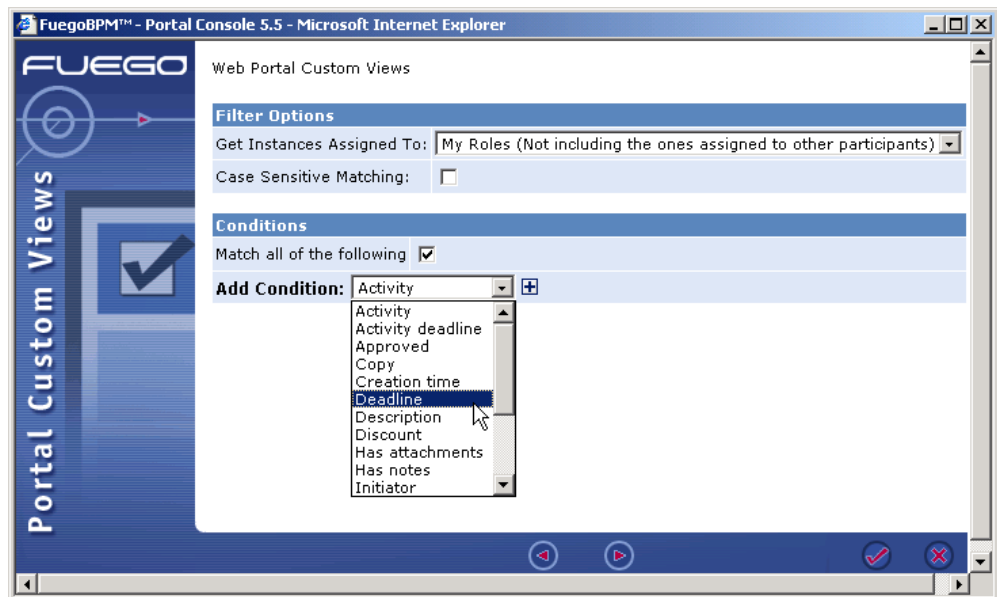 FuegoBPM™ - Portal Console 5.5 - Microsoft Internet Explorer
FUEGO
Portal Custom Views
Web Portal Custom Views
Filter Options
Get Instances Assigned To: My Roles (Not including the ones assigned to other participants)
Case Sensitive Matching:
Conditions
Match all of the following
Add Condition: Activity
Activity
Activity deadline
Approved
Copy
Creation time
Deadline
Description
Discount
Has attachments
Has notes
Initiator